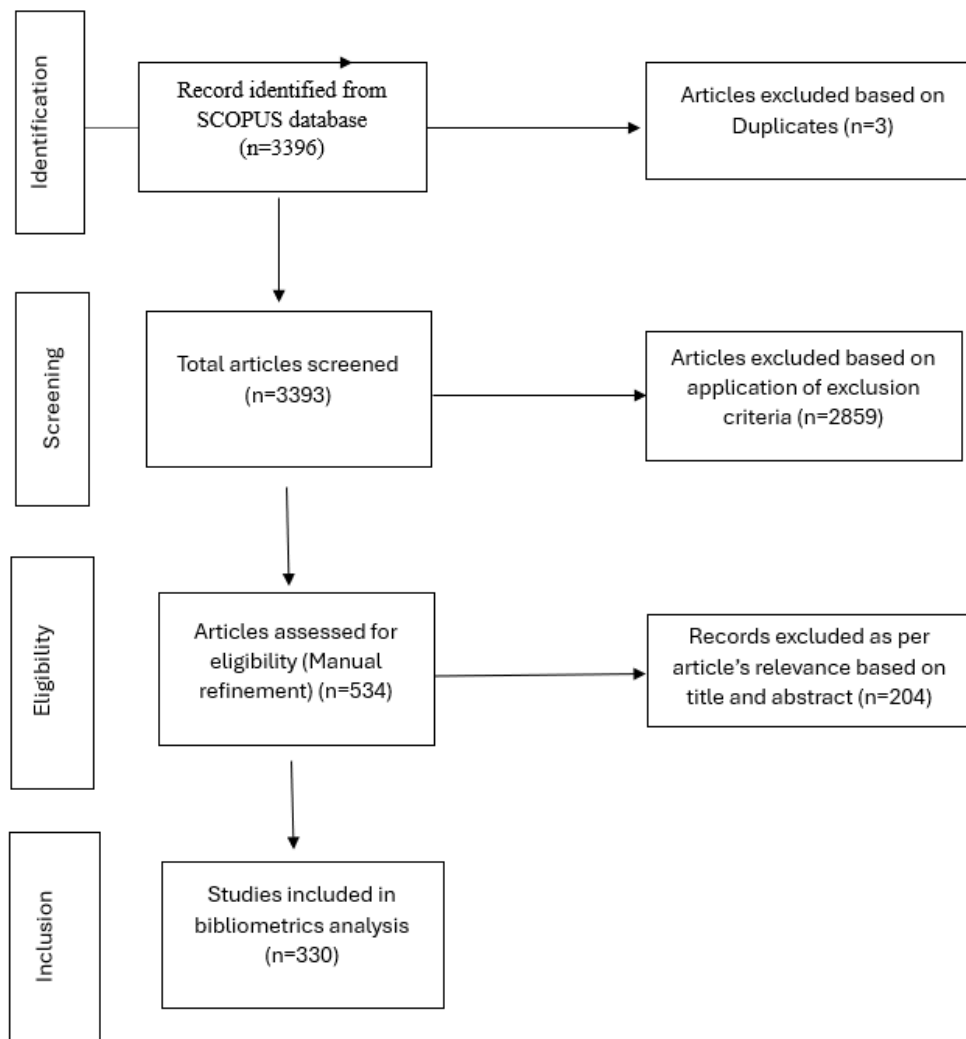 Identification
Record identified from
SCOPUS database
(n=3396)
Articles excluded based on
Duplicates (n=3)
Screening
Total articles screened
(n=3393)
Articles excluded based on
application of exclusion
criteria (n=2859)
Eligibility
Articles assessed for
eligibility (Manual
refinement) (n=534)
Records excluded as per
article’s relevance based on
title and abstract (n=204)
Inclusion
Studies included in
bibliometrics analysis
(n=330)